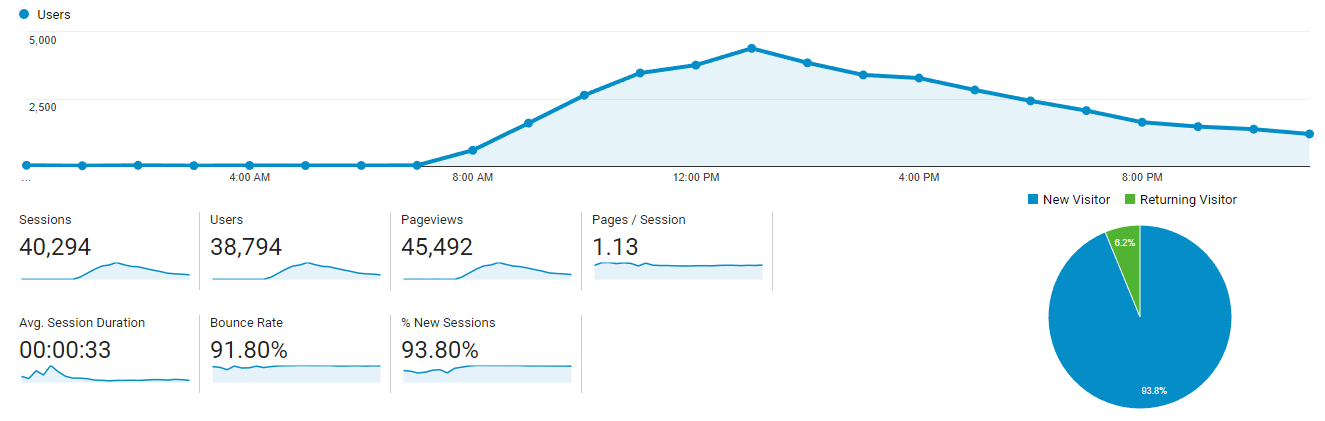 Users
5,000
2,500
...
4:00 AM
8:00 AM
12:00 PM
4:00 PM
8:00 PM
New Visitor
Returning Visitor
Sessions
40,294
Users
38,794
Pageviews
45,492
Pages / Session
1.13
6.2%
93.8%
Avg. Session Duration
00:00:33
Bounce Rate
91.80%
% New Sessions
93.80%